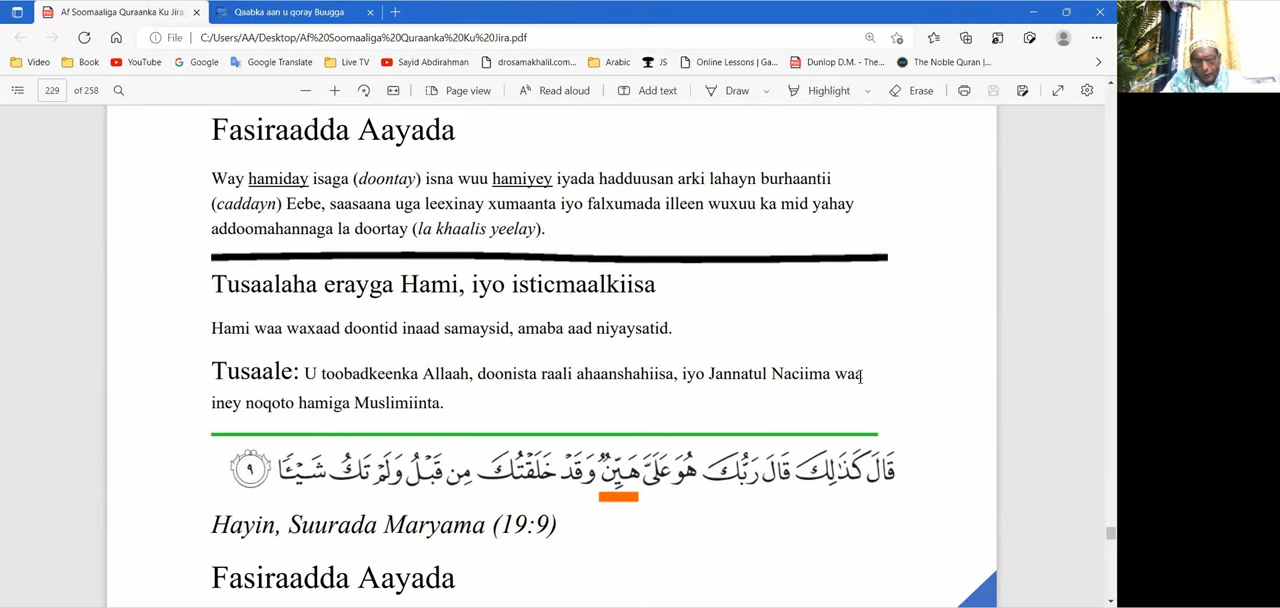 Af Soomaaliga Quraanka Ku Jira
Qaabka aan u qoray Buugga
File C:/Users/AA/Desktop/Af%20Soomaaliga%20Quraanka%20Ku%20Jira.pdf
Video Book YouTube Google Google Translate Live TV Sayid Abdirahman drosamakhalil.com... Arabic JS Online Lessons | Ga... Dunlop D.M. - The... The Noble Quran |...
229 of 258 Page view Read aloud Add text Draw Highlight Erase
Fasiraadda Aayada
Way hamiday isaga (doontay) isna wuu hamiyey iyada hadduusan arki lahayn burhaantii
(caddayn) Eebe, saasaana uga leexinay xumaanta iyo falxumada illeen wuxuu ka mid yahay
addoomahannaga la doortay (la khaalis yeelay).
Tusaalaha erayga Hami, iyo isticmaalkiisa
Hami waa waxaad doontid inaad samaysid, amaba aad niyaysatid.
Tusaale: U toobadkeenka Allaah, doonista raali ahaanshahiisa, iyo Jannatul Naciima waa
iney noqoto hamiga Muslimiinta.
قَالَ كَذَٰلِكَ قَالَ رَبُّكَ هُوَ عَلَيَّ هَيِّنٌ وَقَدْ خَلَقْتُكَ مِن قَبْلُ وَلَمْ تَكُ شَيْـًٔا ٩
Hayin, Suurada Maryama (19:9)
Fasiraadda Aayada